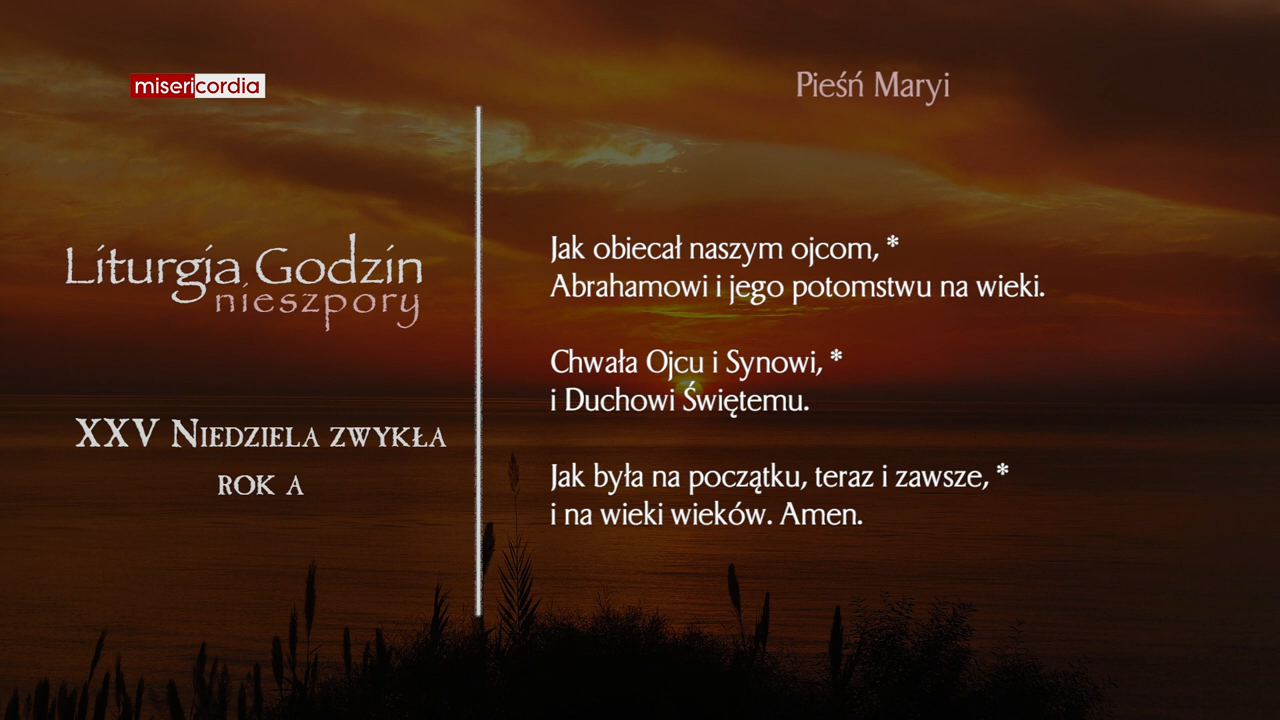 misericordia
Liturgia Godzin
nieszpory
XXV Niedziela zwykła
rok A
Pieśń Maryi
Jak obiecał naszym ojcom, *
Abrahamowi i jego potomstwu na wieki.
Chwała Ojcu i Synowi, *
i Duchowi Świętemu.
Jak była na początku, teraz i zawsze, *
i na wieki wieków. Amen.